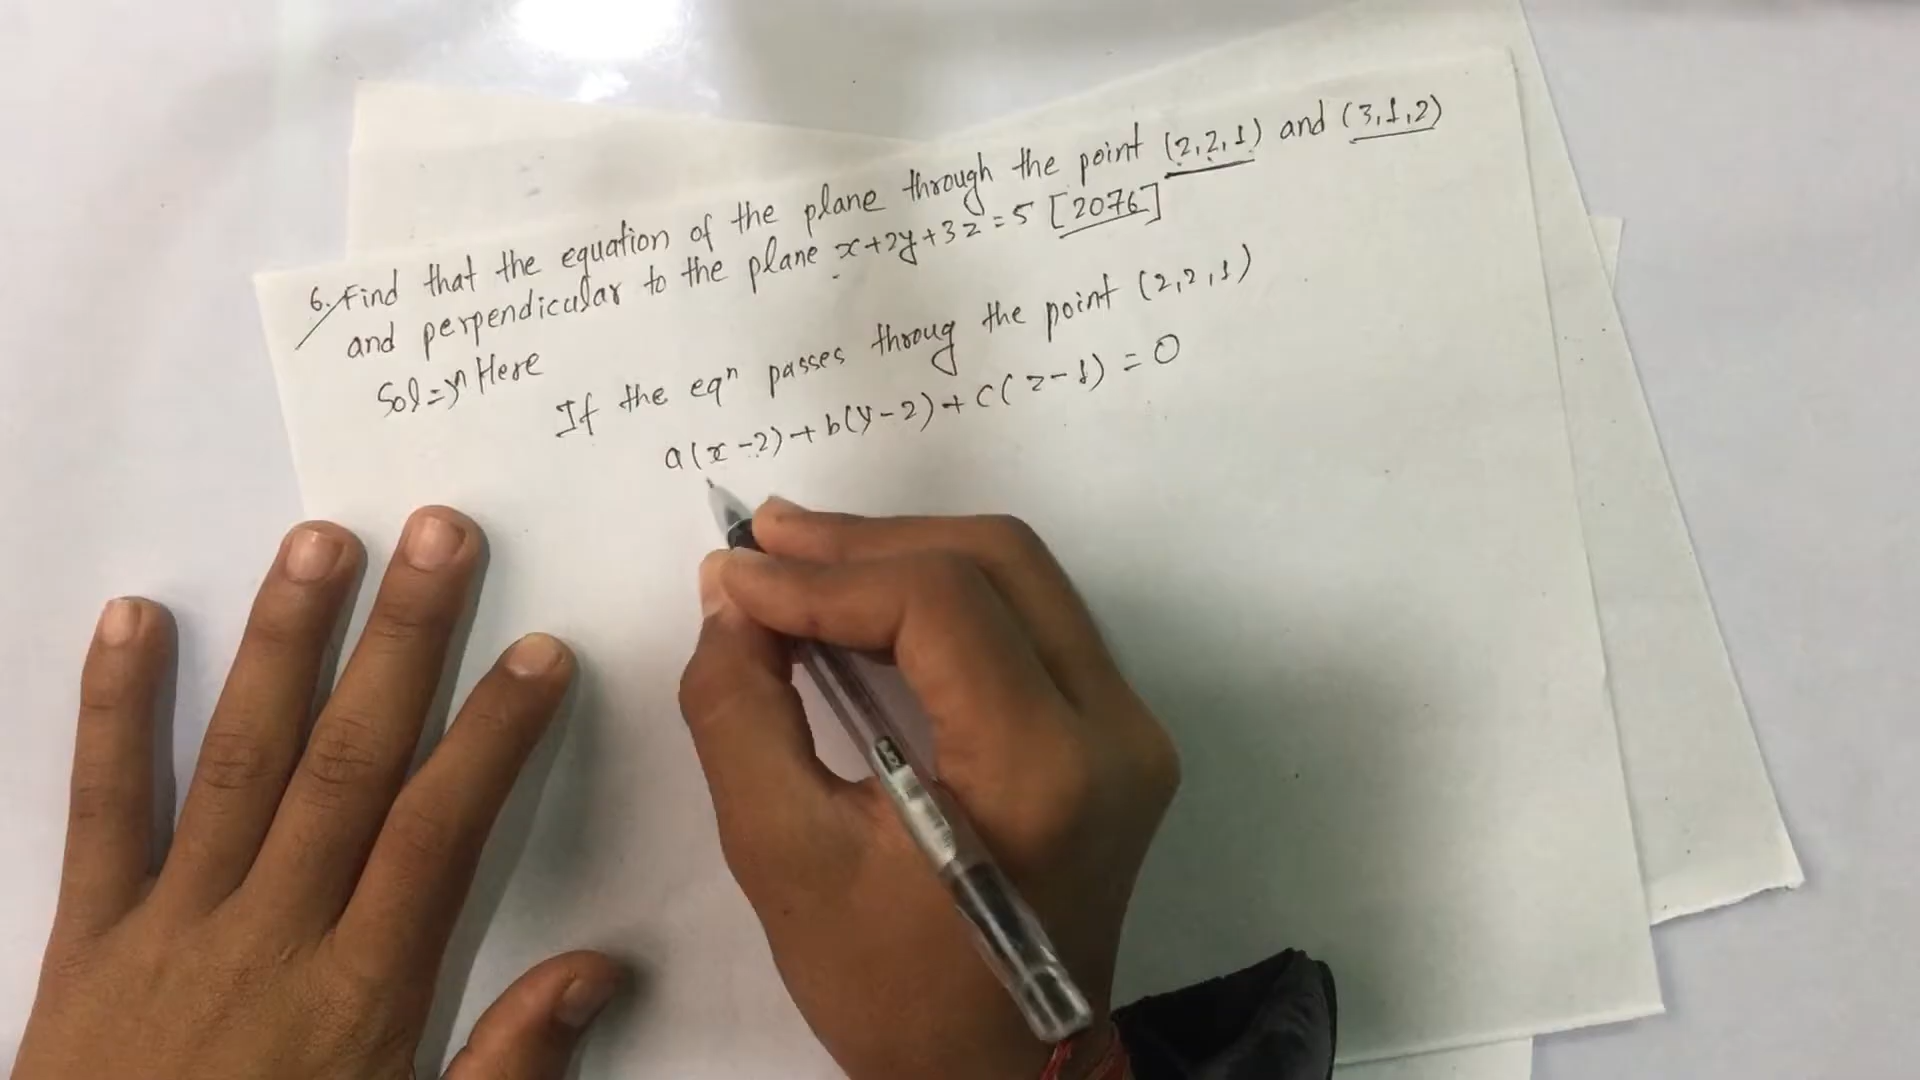 6. Find that the equation of the plane through the point (2,2,1) and (3,1,2)
and perpendicular to the plane x+2y+3z=5 [2076]
Sol=yⁿ Here
If the eqⁿ passes throug the point (2,2,1)
a(x-2)+b(y-2)+c(z-1)=0